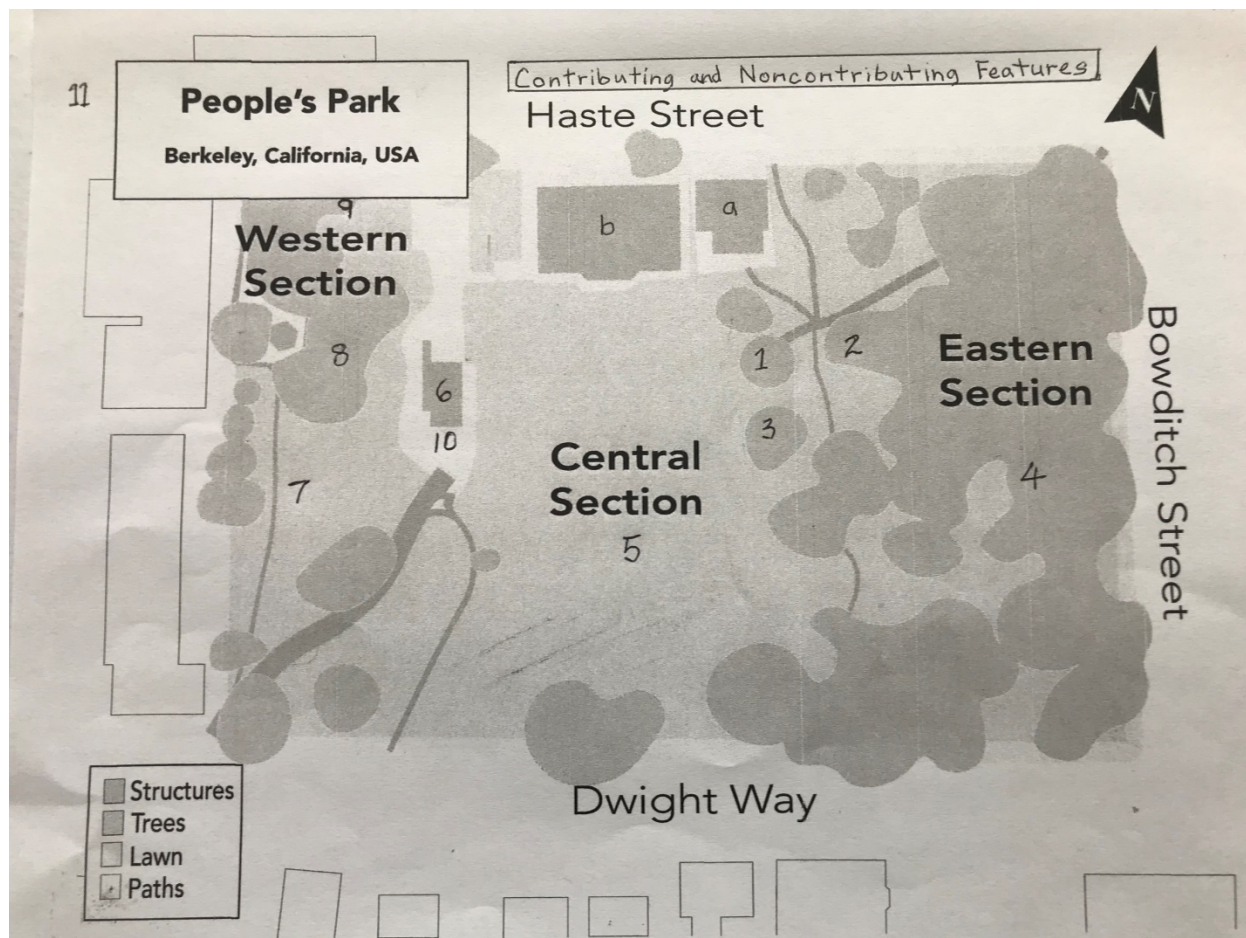 11
People's Park
Berkeley, California, USA
Contributing and Noncontributing Features
Haste Street
N
9
Western
Section
b
a
8
6
10
7
1
2
3
Eastern
Section
4
Central
Section
5
Bowditch Street
Dwight Way
Structures
Trees
Lawn
Paths